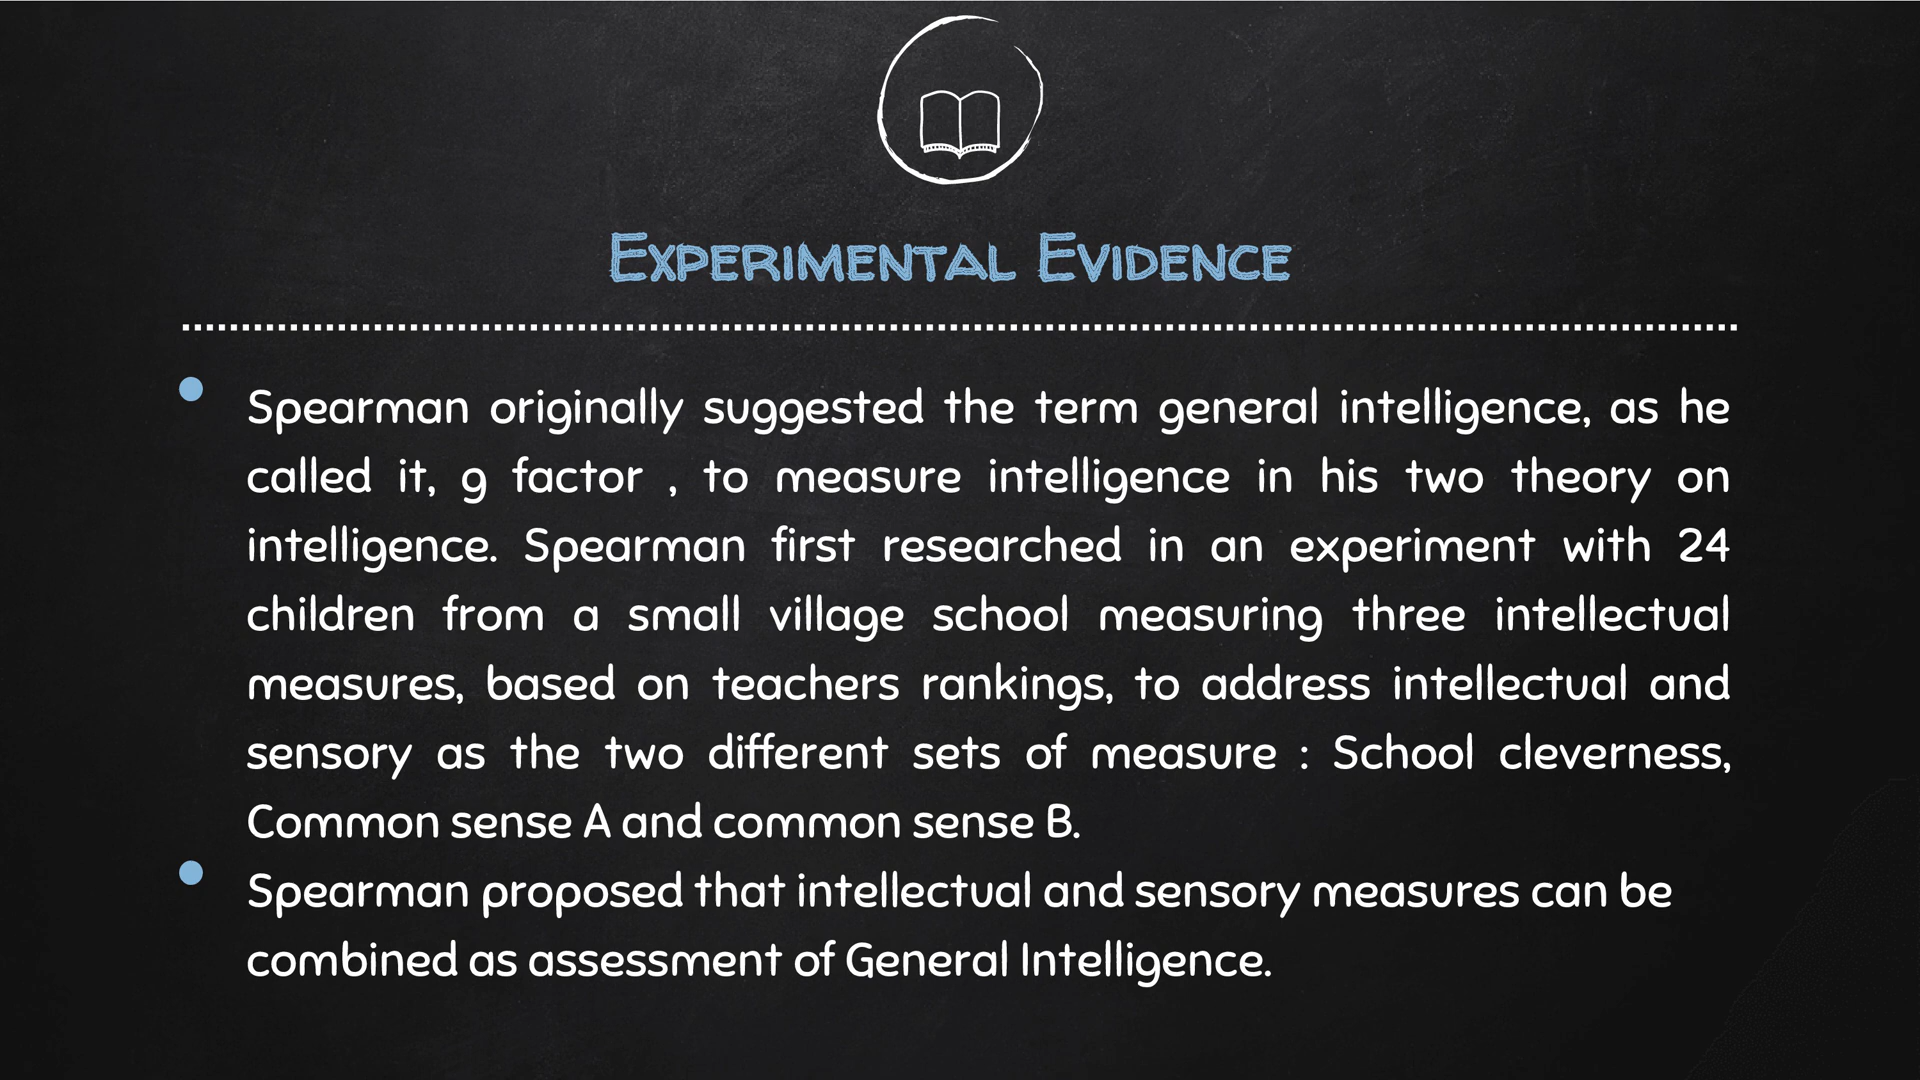 Experimental Evidence
Spearman originally suggested the term general intelligence, as he
called it, g factor , to measure intelligence in his two theory on
intelligence. Spearman first researched in an experiment with 24
children from a small village school measuring three intellectual
measures, based on teachers rankings, to address intellectual and
sensory as the two different sets of measure : School cleverness,
Common sense A and common sense B.
Spearman proposed that intellectual and sensory measures can be
combined as assessment of General Intelligence.